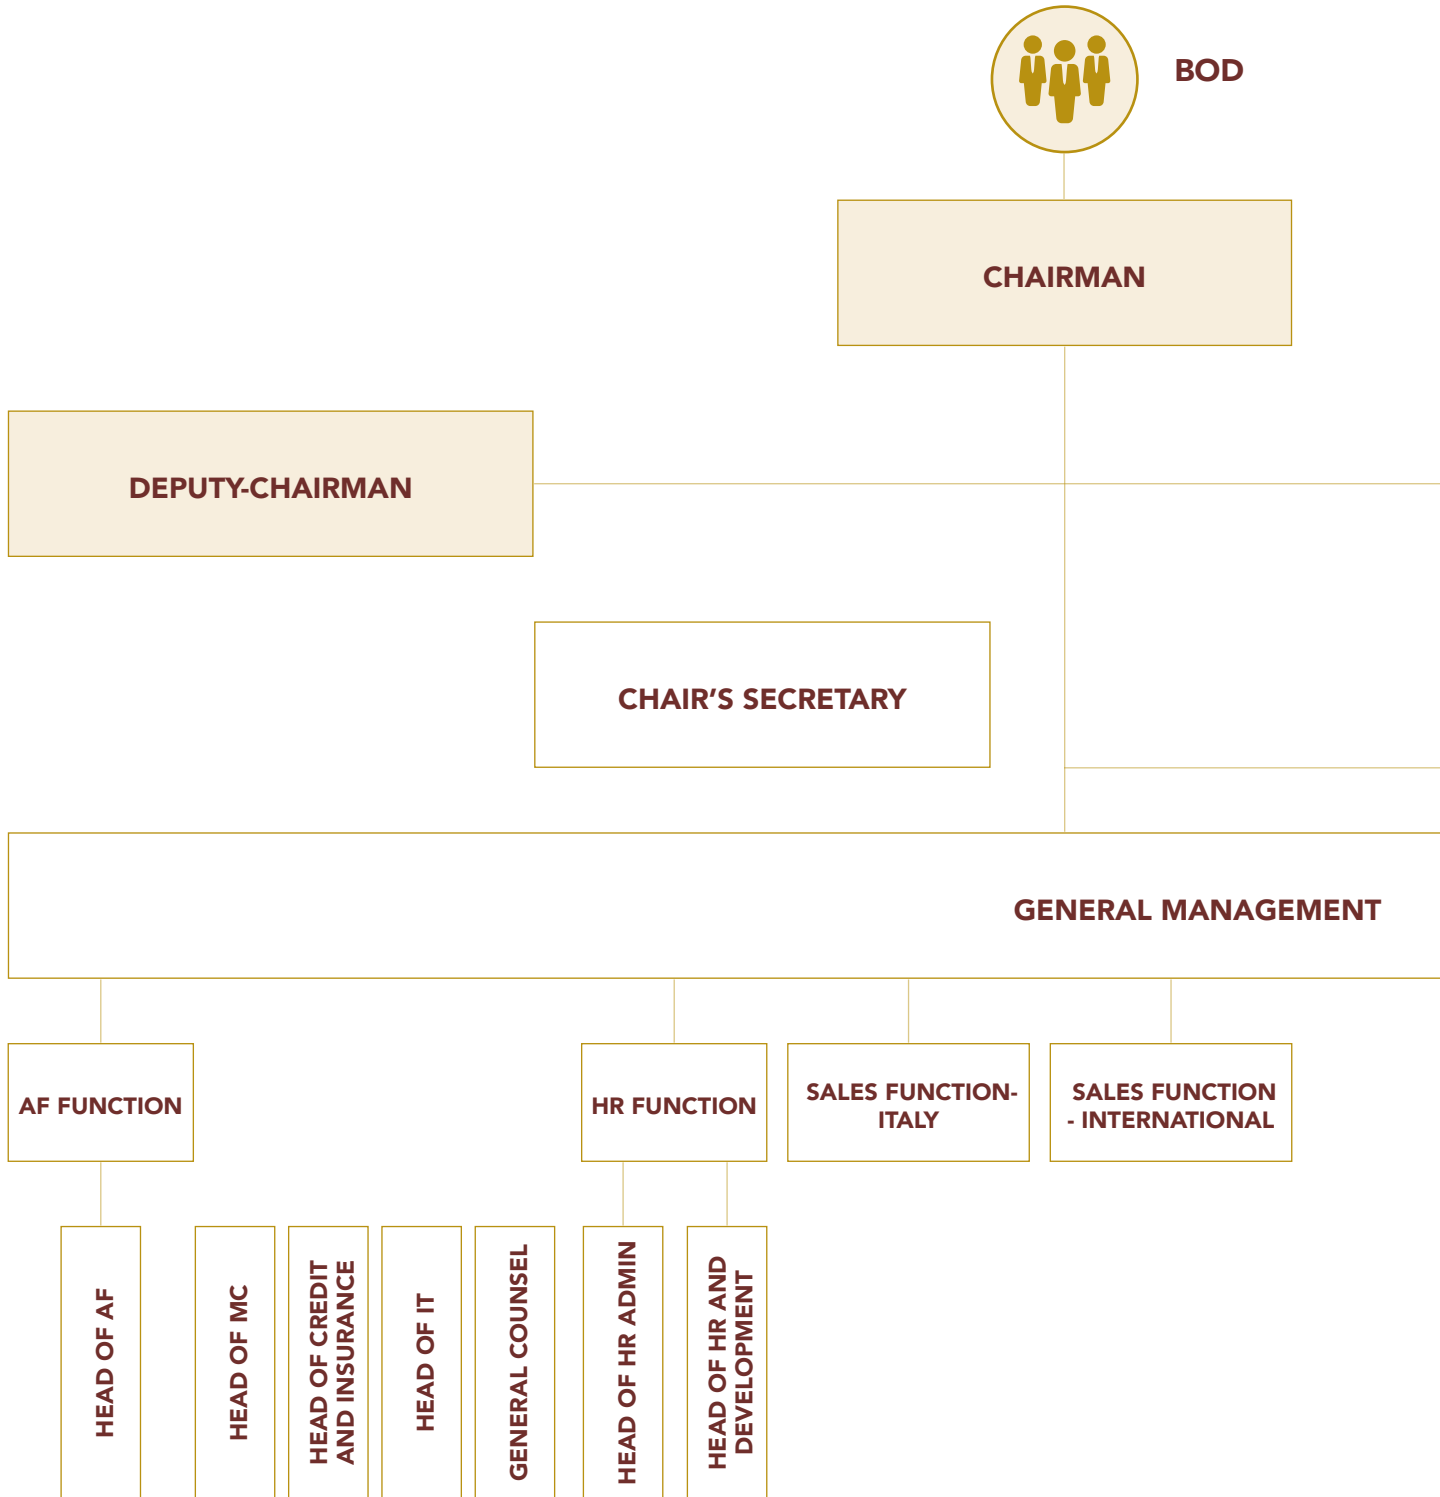 BOD
CHAIRMAN
DEPUTY-CHAIRMAN
CHAIR’S SECRETARY
GENERAL MANAGEMENT
AF FUNCTION
HR FUNCTION
SALES FUNCTION-
ITALY
SALES FUNCTION
- INTERNATIONAL
HEAD OF AF
HEAD OF MC
HEAD OF CREDIT
AND INSURANCE
HEAD OF IT
GENERAL COUNSEL
HEAD OF HR ADMIN
HEAD OF HR AND
DEVELOPMENT